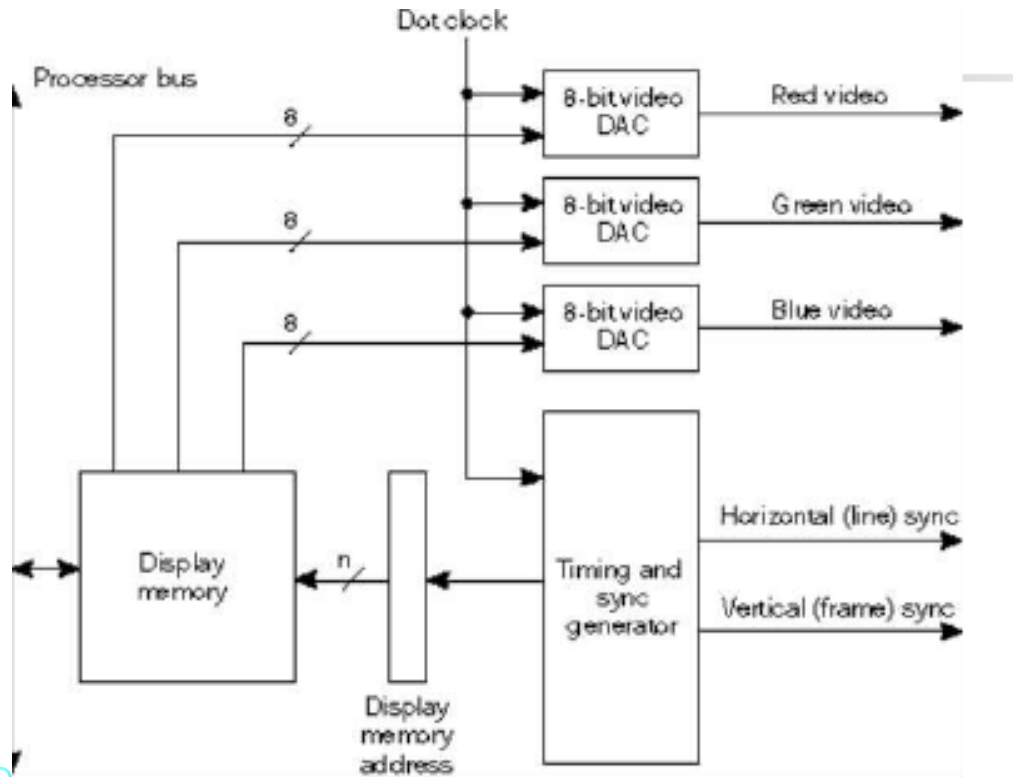 Dot clock
Processor bus
8
8-bit video
DAC
Red video
8
8-bit video
DAC
Green video
8
8-bit video
DAC
Blue video
Display
memory
n
Display
memory
address
Timing and
sync
generator
Horizontal (line) sync
Vertical (frame) sync